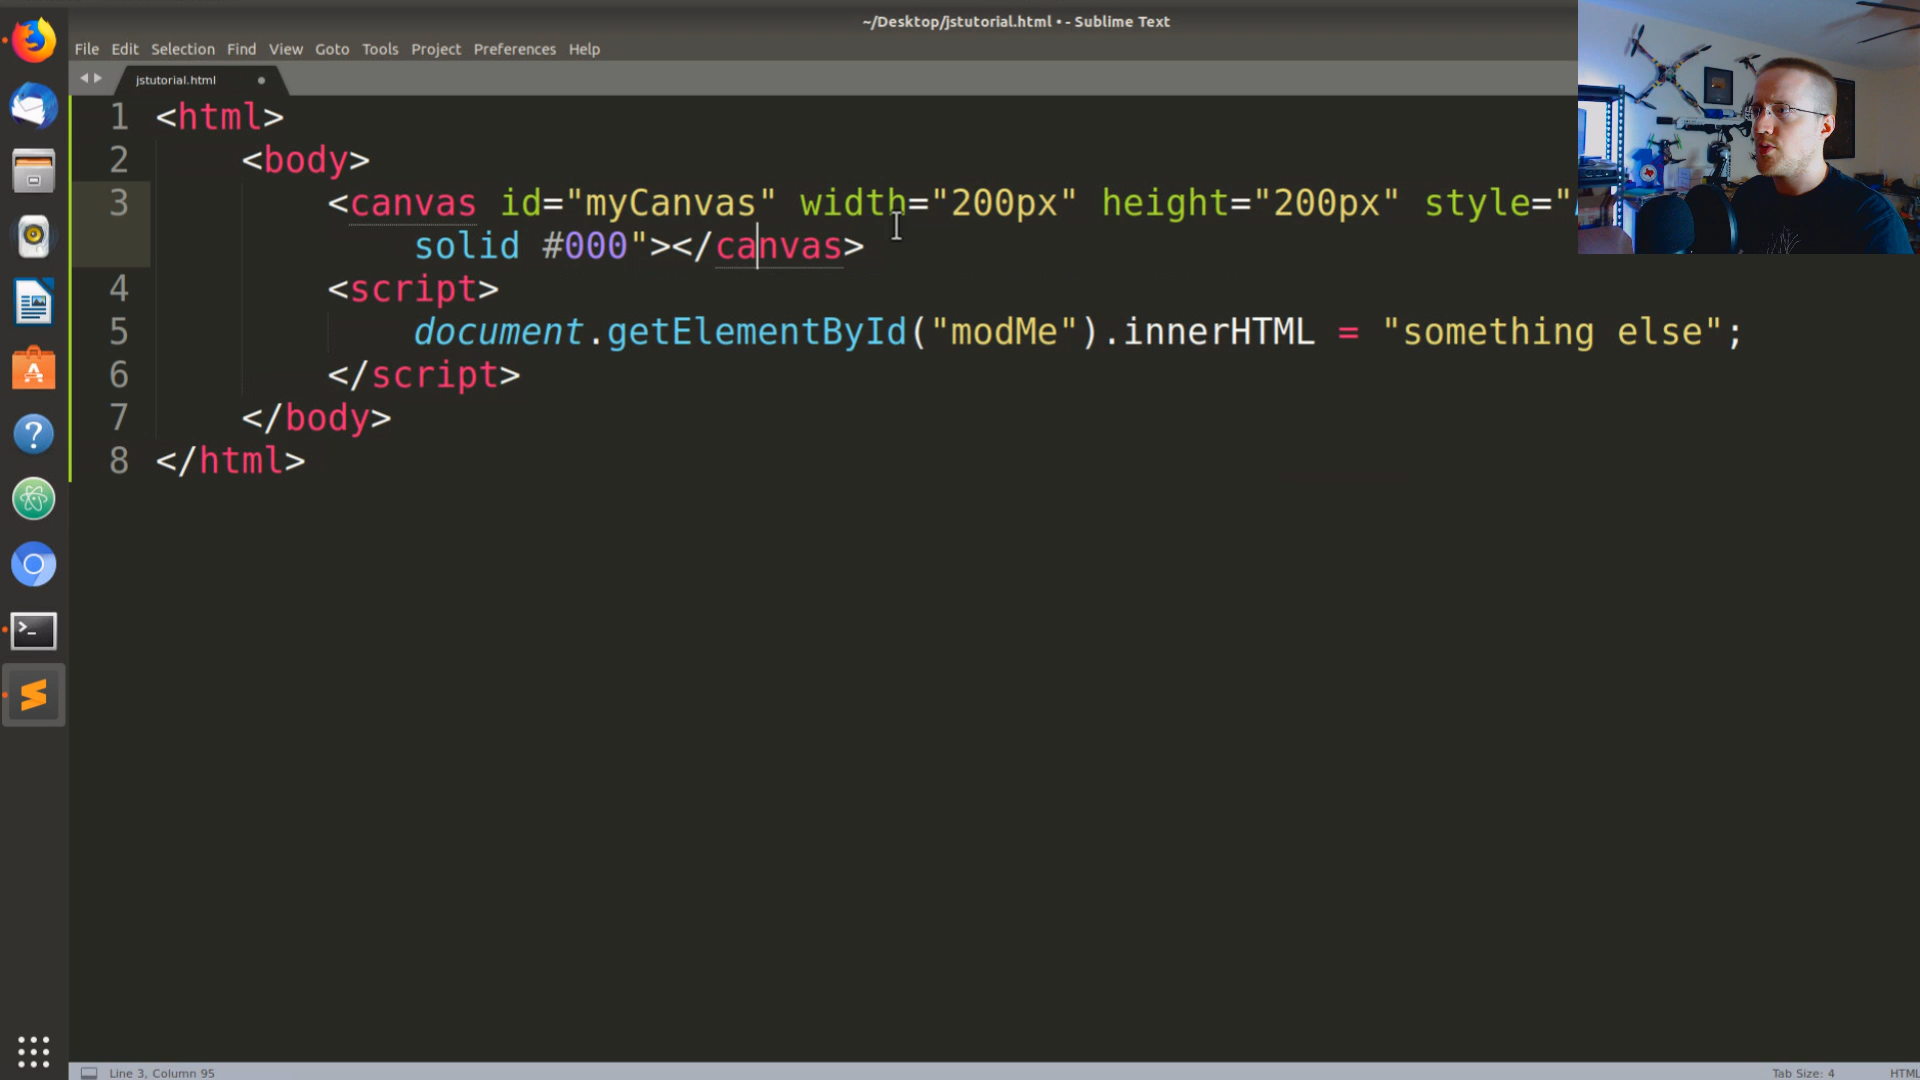 ~/Desktop/jstutorial.html • - Sublime Text
File Edit Selection Find View Goto Tools Project Preferences Help
jstutorial.html
1 <html>
2 <body>
3 <canvas id="myCanvas" width="200px" height="200px" style="
solid #000"></canvas>
4 <script>
5 document.getElementById("modMe").innerHTML = "something else";
6 </script>
7 </body>
8 </html>
Line 3, Column 95
Tab Size: 4
HTML